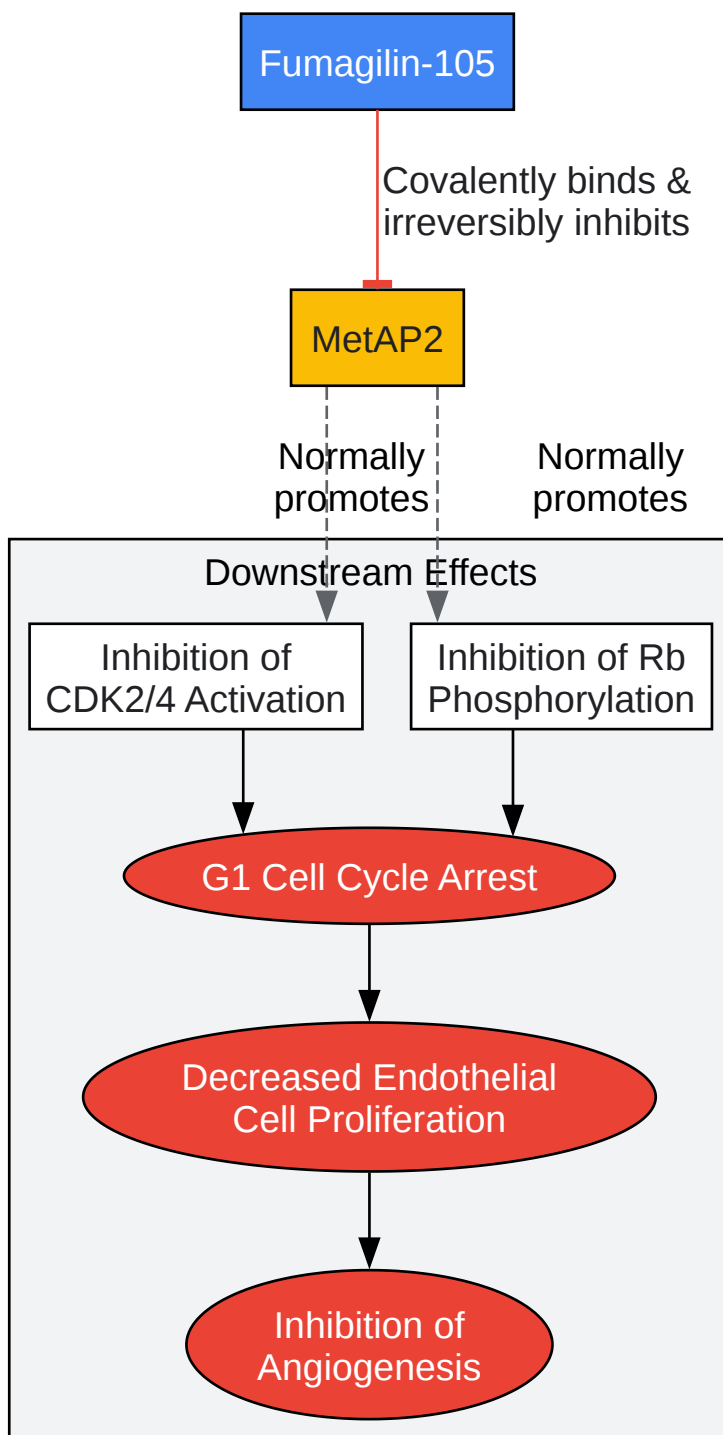 Fumagilin-105
Covalently binds &
irreversibly inhibits
MetAP2
Normally
promotes
Normally
promotes
Downstream Effects
Inhibition of
CDK2/4 Activation
Inhibition of Rb
Phosphorylation
G1 Cell Cycle Arrest
Decreased Endothelial
Cell Proliferation
Inhibition of
Angiogenesis